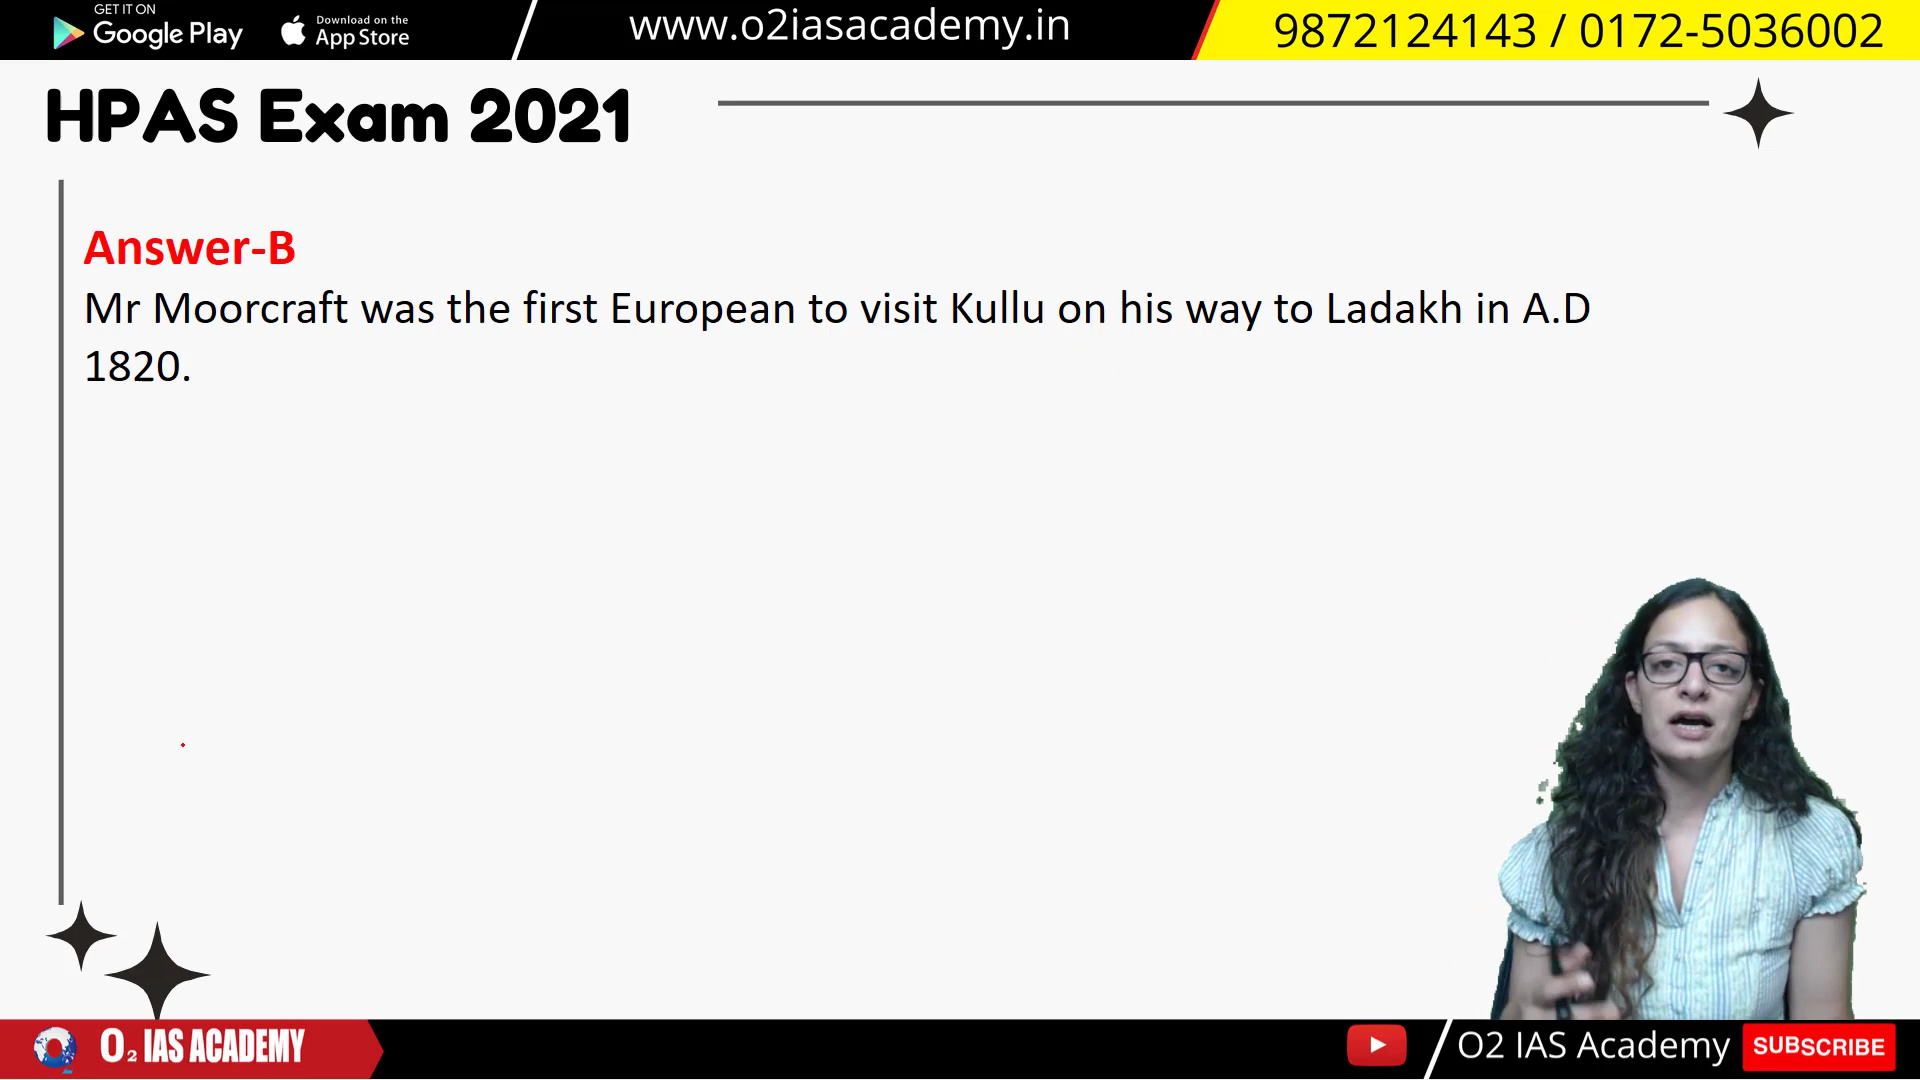 GET IT ON
Google Play
Download on the
App Store
www.o2iasacademy.in
9872124143 / 0172-5036002
HPAS Exam 2021
Answer-B
Mr Moorcraft was the first European to visit Kullu on his way to Ladakh in A.D
1820.
O2 IAS ACADEMY
O2 IAS Academy
SUBSCRIBE